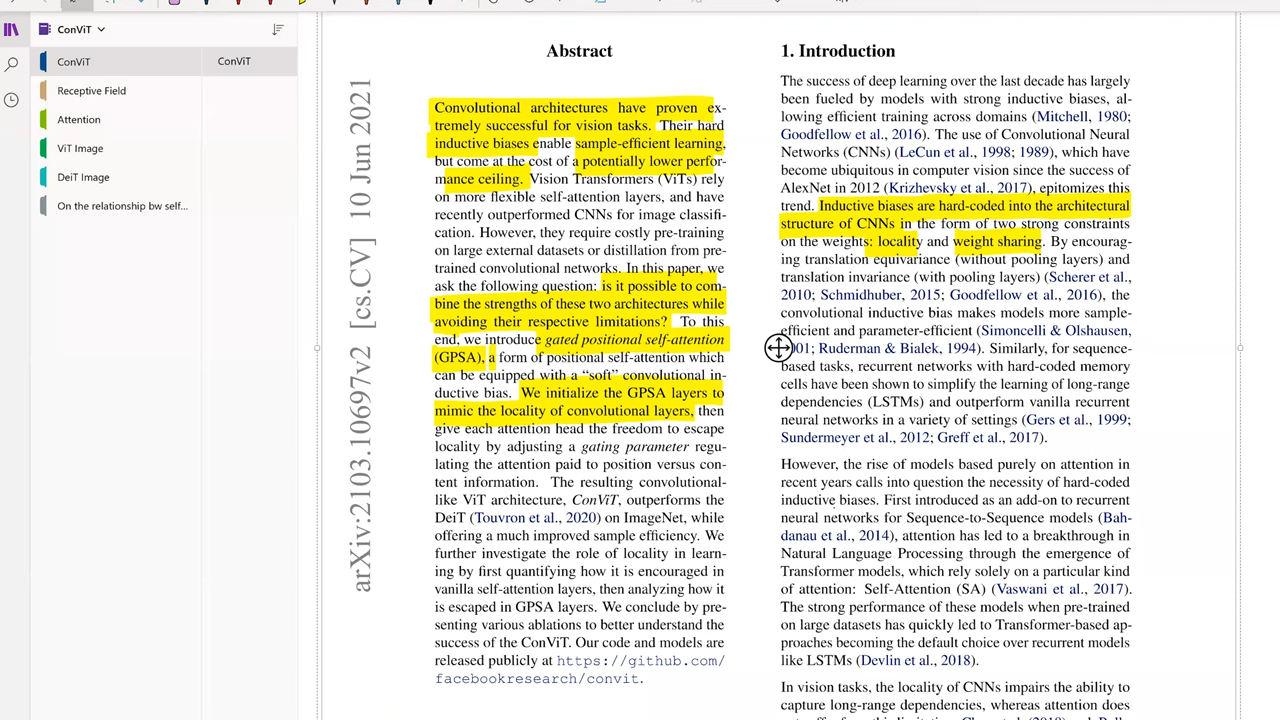 ConViT
ConViT
ConViT
Receptive Field
Attention
ViT Image
DeiT Image
On the relationship bw self...
arXiv:2103.10697v2 [cs.CV] 10 Jun 2021
Abstract
Convolutional architectures have proven ex-
tremely successful for vision tasks. Their hard
inductive biases enable sample-efficient learning,
but come at the cost of a potentially lower perfor-
mance ceiling. Vision Transformers (ViTs) rely
on more flexible self-attention layers, and have
recently outperformed CNNs for image classifi-
cation. However, they require costly pre-training
on large external datasets or distillation from pre-
trained convolutional networks. In this paper, we
ask the following question: is it possible to com-
bine the strengths of these two architectures while
avoiding their respective limitations? To this
end, we introduce gated positional self-attention
(GPSA), a form of positional self-attention which
can be equipped with a “soft” convolutional in-
ductive bias. We initialize the GPSA layers to
mimic the locality of convolutional layers, then
give each attention head the freedom to escape
locality by adjusting a gating parameter regu-
lating the attention paid to position versus con-
tent information. The resulting convolutional-
like ViT architecture, ConViT, outperforms the
DeiT (Touvron et al., 2020) on ImageNet, while
offering a much improved sample efficiency. We
further investigate the role of locality in learn-
ing by first quantifying how it is encouraged in
vanilla self-attention layers, then analyzing how it
is escaped in GPSA layers. We conclude by pre-
senting various ablations to better understand the
success of the ConViT. Our code and models are
released publicly at https://github.com/
facebookresearch/convit.
1. Introduction
The success of deep learning over the last decade has largely
been fueled by models with strong inductive biases, al-
lowing efficient training across domains (Mitchell, 1980;
Goodfellow et al., 2016). The use of Convolutional Neural
Networks (CNNs) (LeCun et al., 1998; 1989), which have
become ubiquitous in computer vision since the success of
AlexNet in 2012 (Krizhevsky et al., 2017), epitomizes this
trend. Inductive biases are hard-coded into the architectural
structure of CNNs in the form of two strong constraints
on the weights: locality and weight sharing. By encourag-
ing translation equivariance (without pooling layers) and
translation invariance (with pooling layers) (Scherer et al.,
2010; Schmidhuber, 2015; Goodfellow et al., 2016), the
convolutional inductive bias makes models more sample-
efficient and parameter-efficient (Simoncelli & Olshausen,
001; Ruderman & Bialek, 1994). Similarly, for sequence-
based tasks, recurrent networks with hard-coded memory
cells have been shown to simplify the learning of long-range
dependencies (LSTMs) and outperform vanilla recurrent
neural networks in a variety of settings (Gers et al., 1999;
Sundermeyer et al., 2012; Greff et al., 2017).
However, the rise of models based purely on attention in
recent years calls into question the necessity of hard-coded
inductive biases. First introduced as an add-on to recurrent
neural networks for Sequence-to-Sequence models (Bah-
danau et al., 2014), attention has led to a breakthrough in
Natural Language Processing through the emergence of
Transformer models, which rely solely on a particular kind
of attention: Self-Attention (SA) (Vaswani et al., 2017).
The strong performance of these models when pre-trained
on large datasets has quickly led to Transformer-based ap-
proaches becoming the default choice over recurrent models
like LSTMs (Devlin et al., 2018).
In vision tasks, the locality of CNNs impairs the ability to
capture long-range dependencies, whereas attention does